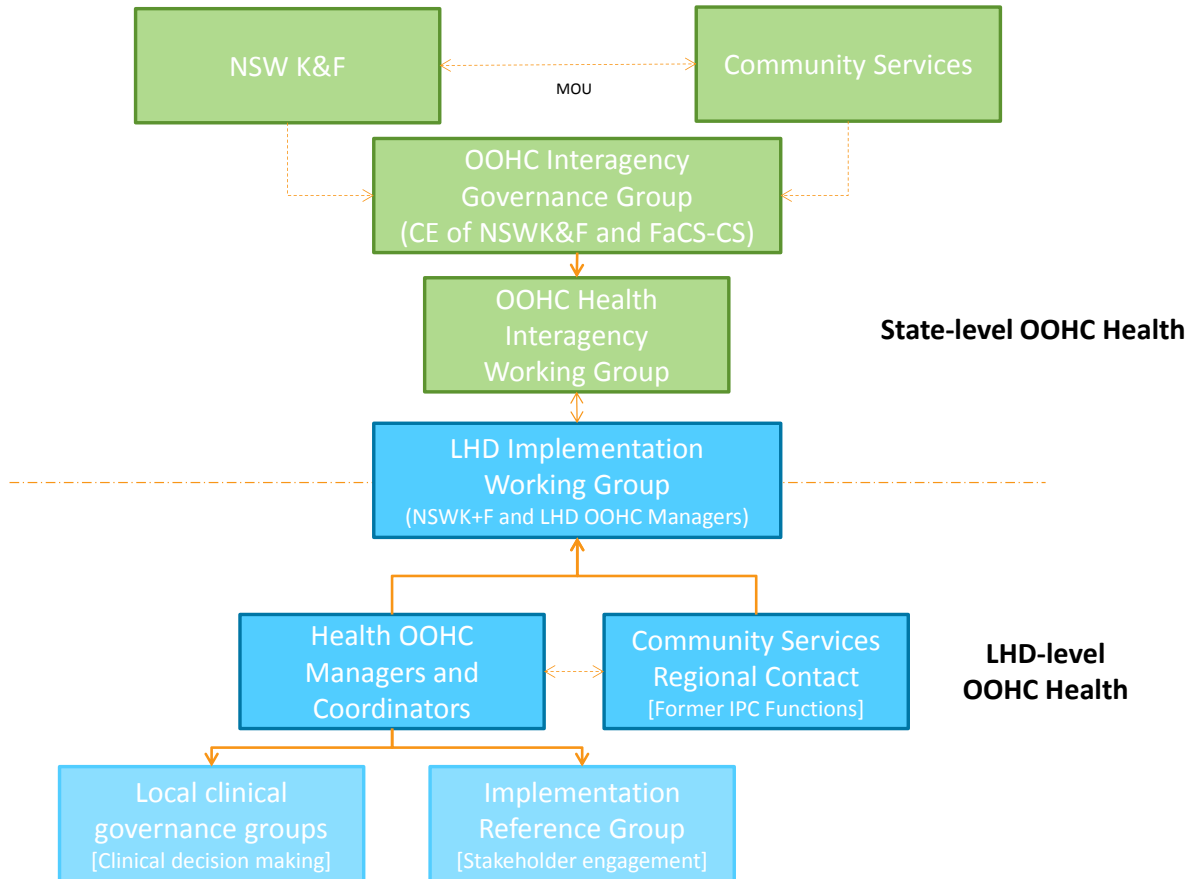 NSW K&F
Community Services
MOU
OOHC Interagency
Governance Group
(CE of NSWK&F and FaCS-CS)
OOHC Health
Interagency
Working Group
State-level OOHC Health
LHD Implementation
Working Group
(NSWK+F and LHD OOHC Managers)
Health OOHC
Managers and
Coordinators
Community Services
Regional Contact
[Former IPC Functions]
LHD-level
OOHC Health
Local clinical
governance groups
[Clinical decision making]
Implementation
Reference Group
[Stakeholder engagement]